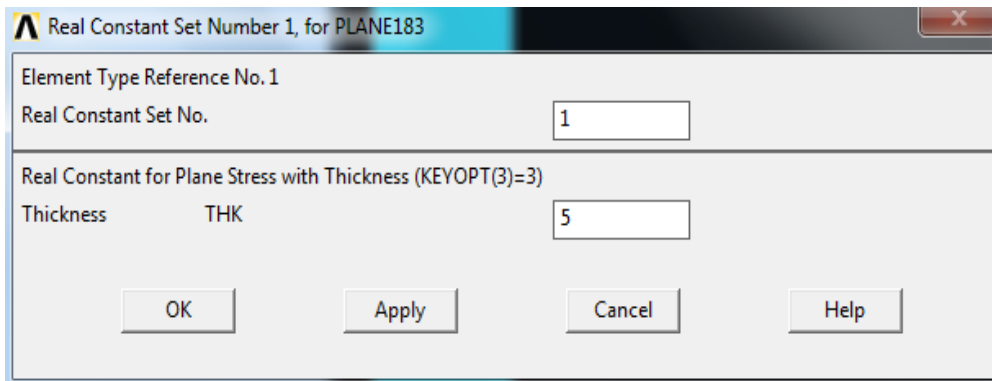 Real Constant Set Number 1, for PLANE183
Element Type Reference No. 1
Real Constant Set No. 1
Real Constant for Plane Stress with Thickness (KEYOPT(3)=3)
Thickness THK 5
OK Apply Cancel Help